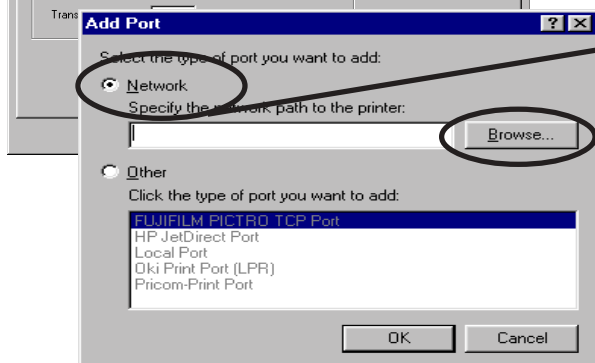 Trans
Add Port
Select the type of port you want to add:
Network
Specify the network path to the printer:
Browse...
Other
Click the type of port you want to add:
FUJIFILM PICTRO TCP Port
HP JetDirect Port
Local Port
Oki Print Port (LPR)
Pricom-Print Port
OK
Cancel